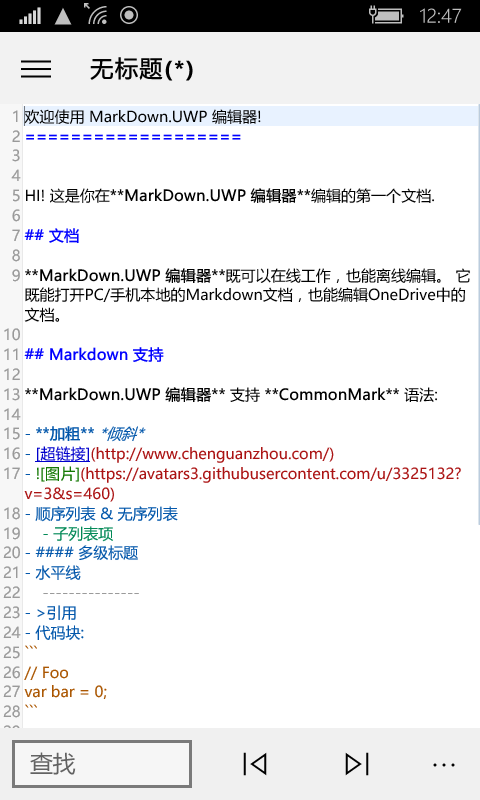 12:47
无标题(*)
1 欢迎使用 MarkDown.UWP 编辑器!
2 ===================
3
4
5 HI! 这是你在**MarkDown.UWP 编辑器**编辑的第一个文档.
6
7 ## 文档
8
9 **MarkDown.UWP 编辑器**既可以在线工作，也能离线编辑。 它
既能打开PC/手机本地的Markdown文档，也能编辑OneDrive中的
文档。
10
11 ## Markdown 支持
12
13 **MarkDown.UWP 编辑器** 支持 **CommonMark** 语法:
14
15 - **加粗** *倾斜*
16 - [超链接](http://www.chenguanzhou.com/)
17 - ![图片](https://avatars3.githubusercontent.com/u/3325132?
v=3&s=460)
18 - 顺序列表 & 无序列表
19 - 子列表项
20 - #### 多级标题
21 - 水平线
22 ---------------
23 - >引用
24 - 代码块:
25 ```
26 // Foo
27 var bar = 0;
28 ```
查找